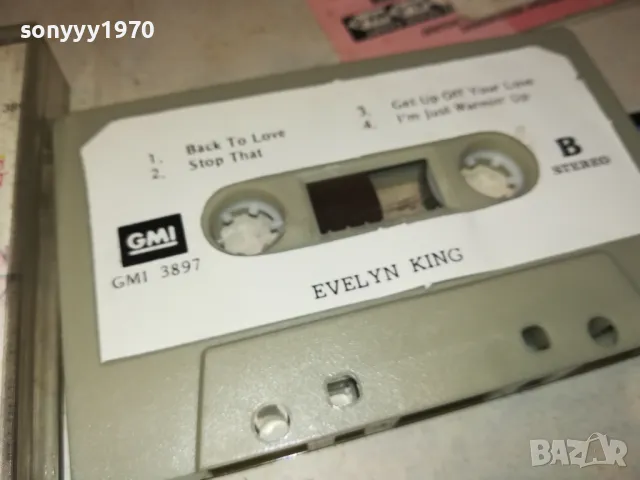 sonyyy1970
1. Back To Love
2. Stop That
3. Get Up Off Your Love
4. I'm Just Warmin' Up
B
STEREO
GMI
GMI 3897
EVELYN KING
BAZAR